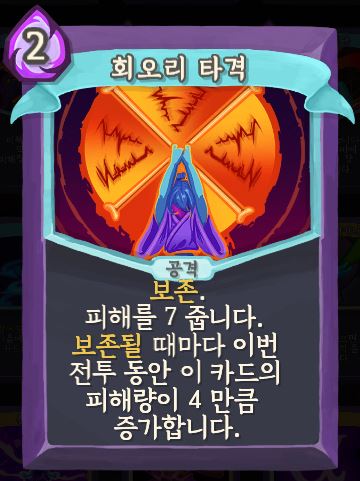 2
회오리 타격
공격
보존.
피해를 7 줍니다.
보존될 때마다 이번
전투 동안 이 카드의
피해량이 4 만큼
증가합니다.